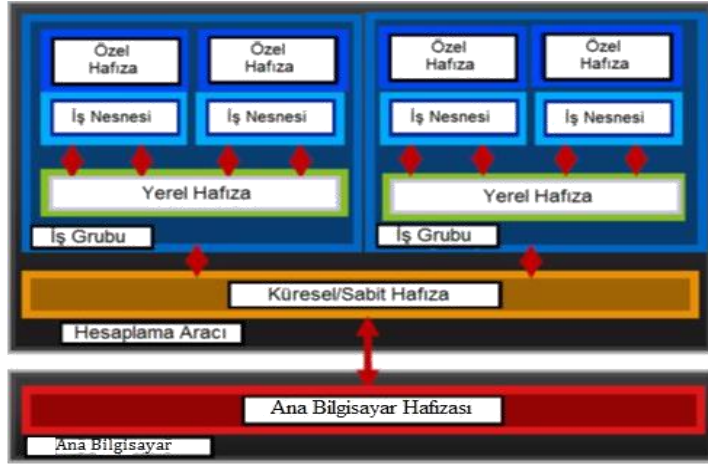 Özel
Hafıza
Özel
Hafıza
Özel
Hafıza
Özel
Hafıza
İş Nesnesi
İş Nesnesi
İş Nesnesi
İş Nesnesi
Yerel Hafıza
Yerel Hafıza
İş Grubu
İş Grubu
Küresel/Sabit Hafıza
Hesaplama Aracı
Ana Bilgisayar Hafızası
Ana Bilgisayar